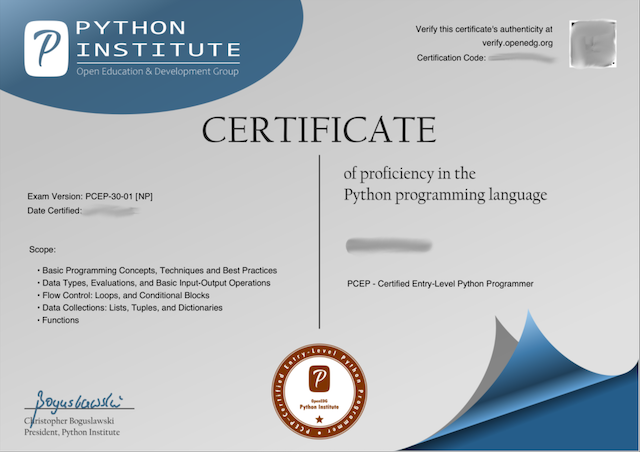 PYTHON
INSTITUTE
Open Education & Development Group
Verify this certificate's authenticity at
verify.openedg.org
Certification Code:
CERTIFICATE
of proficiency in the
Python programming language
Exam Version: PCEP-30-01 [NP]
Date Certified:
Scope:
• Basic Programming Concepts, Techniques and Best Practices
• Data Types, Evaluations, and Basic Input-Output Operations
• Flow Control: Loops, and Conditional Blocks
• Data Collections: Lists, Tuples, and Dictionaries
• Functions
PCEP - Certified Entry-Level Python Programmer
PCEP-Certified Entry-Level Python Programmer
P
OpenEDG
Python Institute
Boguslawski
Christopher Boguslawski
President, Python Institute